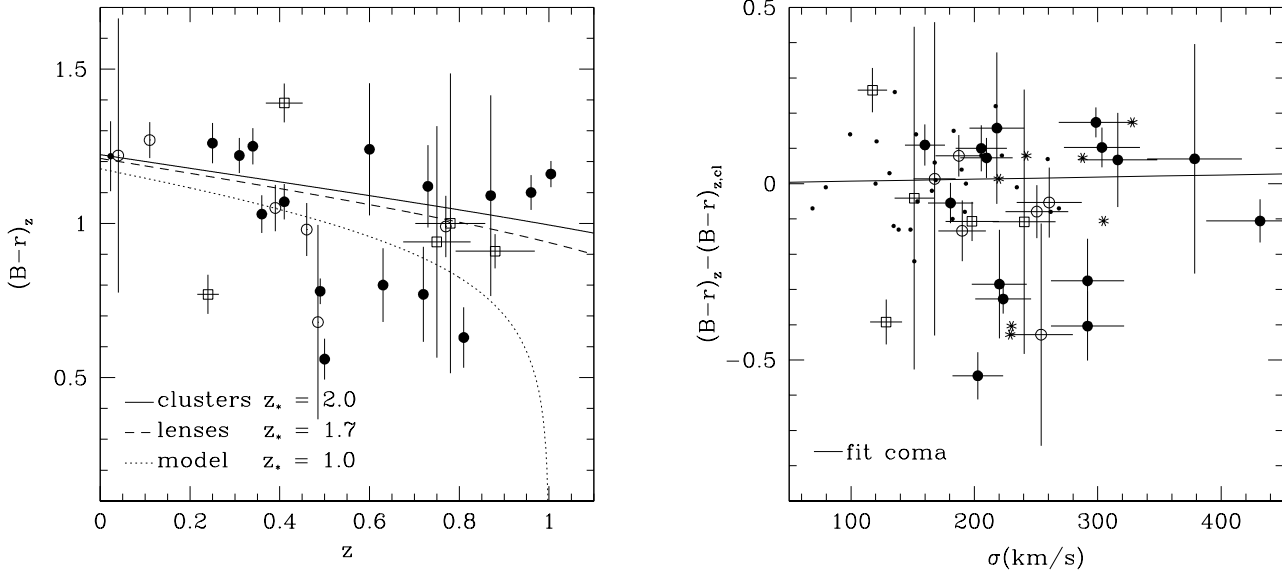 1.5
1
0.5
(B−r)z
clusters z* = 2.0
lenses z* = 1.7
model z* = 1.0
0 0.2 0.4 0.6 0.8 1
z
0.5
0
−0.5
(B−r)z−(B−r)z,cl
fit coma
100 200 300 400
σ(km/s)